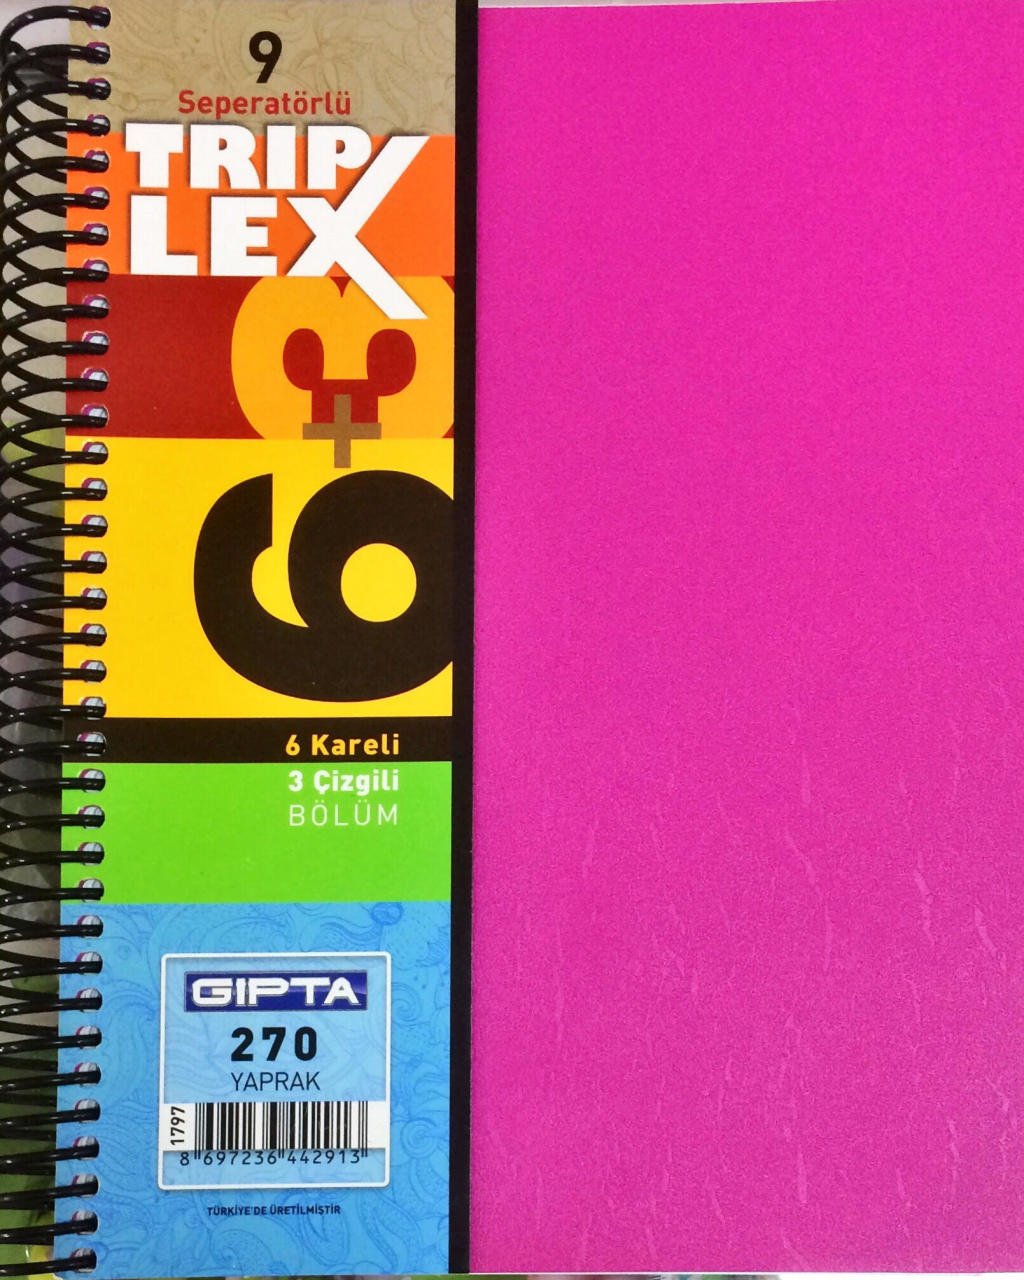 9
Seperatörlü
TRIP
LEX
3
+
6
6 Kareli
3 Çizgili
BÖLÜM
GIPTA
270
YAPRAK
1797
8 697236 442913
TÜRKİYE'DE ÜRETİLMİŞTİR